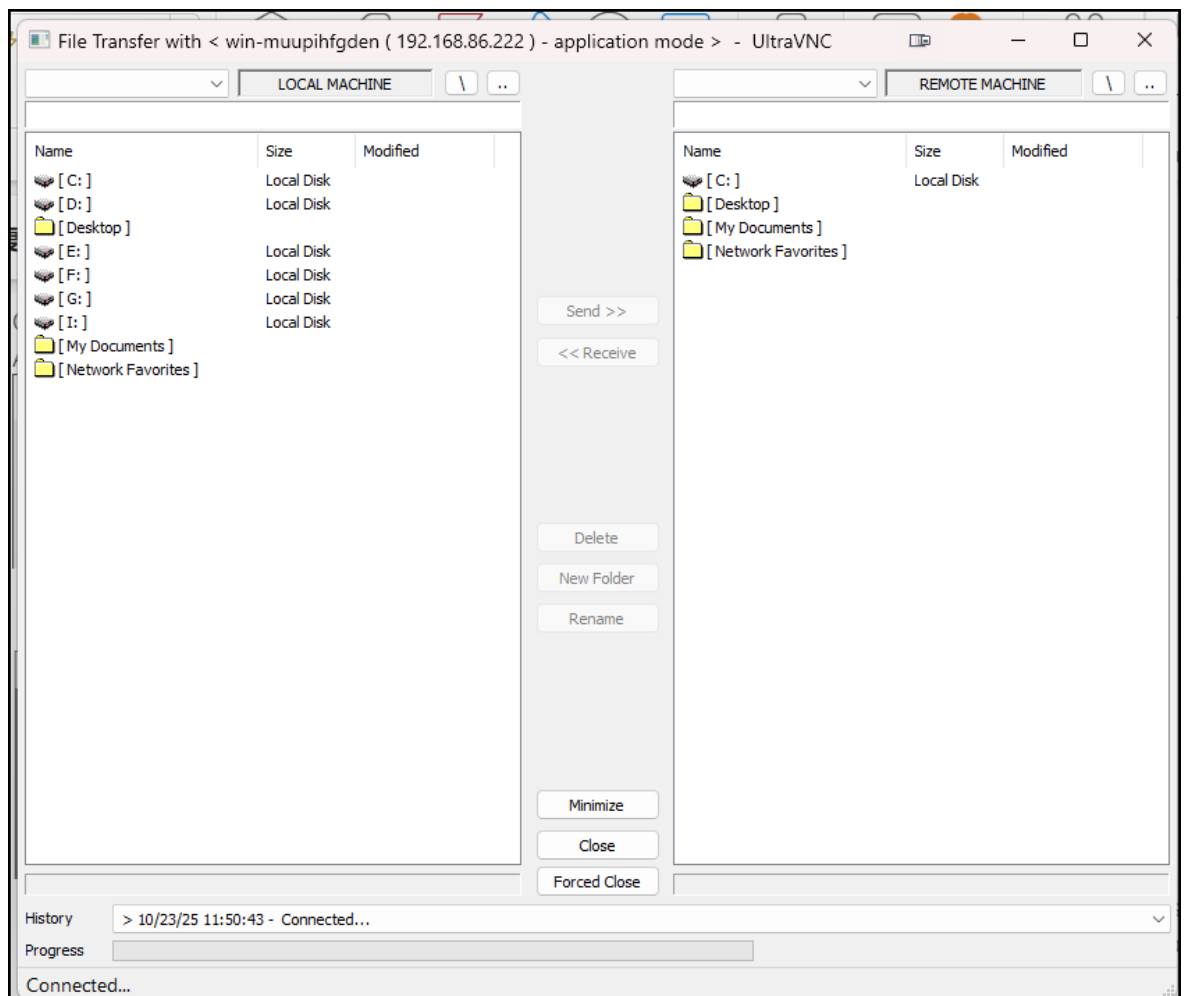 File Transfer with < win-muupihfgden ( 192.168.86.222 ) - application mode > - UltraVNC
LOCAL MACHINE \ ..
REMOTE MACHINE \ ..
Name Size Modified
[ C: ] Local Disk
[ D: ] Local Disk
[ Desktop ]
[ E: ] Local Disk
[ F: ] Local Disk
[ G: ] Local Disk
[ I: ] Local Disk
[ My Documents ]
[ Network Favorites ]
Send >>
<< Receive
Delete
New Folder
Rename
Minimize
Close
Forced Close
Name Size Modified
[ C: ] Local Disk
[ Desktop ]
[ My Documents ]
[ Network Favorites ]
History > 10/23/25 11:50:43 - Connected...
Progress
Connected...